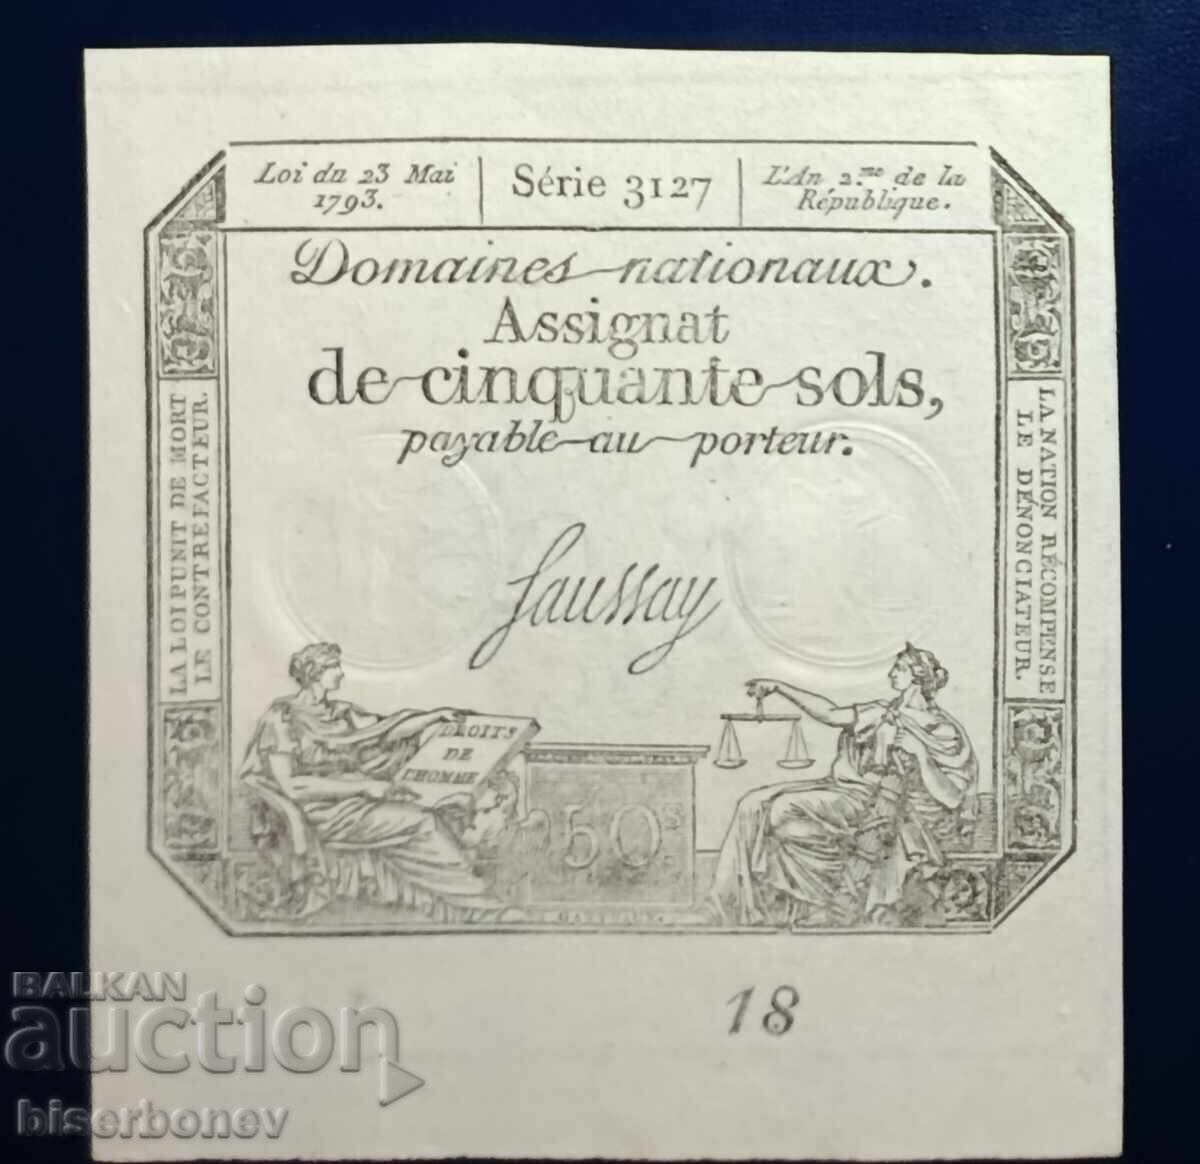 Loi du 23 Mai
1793.
Série 3127
L'An 2.me de la
République.
Domaines nationaux.
Assignat
de cinquante sols,
payable au porteur.
LA LOI PUNIT DE MORT
LE CONTREFACTEUR.
LA NATION RÉCOMPENSE
LE DÉNONCIATEUR.
Saussay
DROITS
DE
L'HOMME
50 s
18
BALKAN
auction
biserbonev